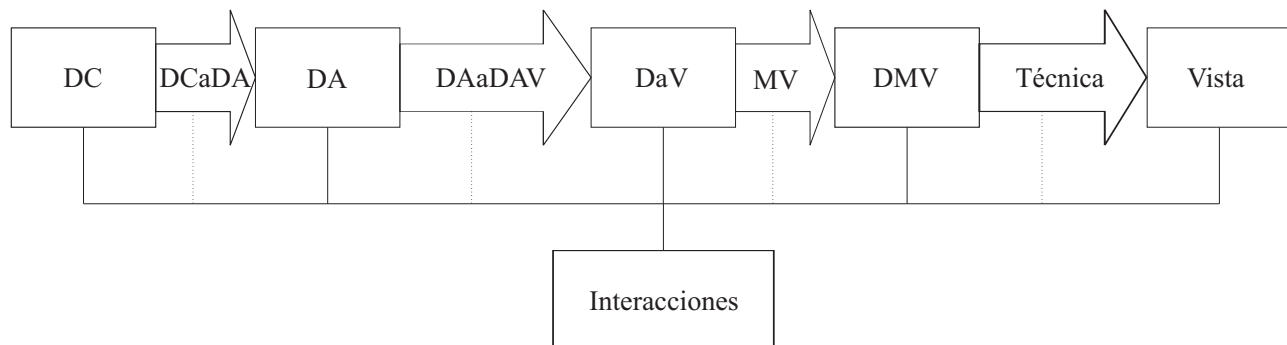 DC
DCaDA
DA
DAaDAV
DaV
MV
DMV
Técnica
Vista
Interacciones